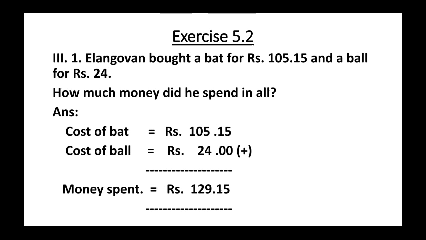 Exercise 5.2
III. 1. Elangovan bought a bat for Rs. 105.15 and a ball
for Rs. 24.
How much money did he spend in all?
Ans:
Cost of bat = Rs. 105 .15
Cost of ball = Rs. 24 .00 (+)
--------------------
Money spent. = Rs. 129.15
--------------------